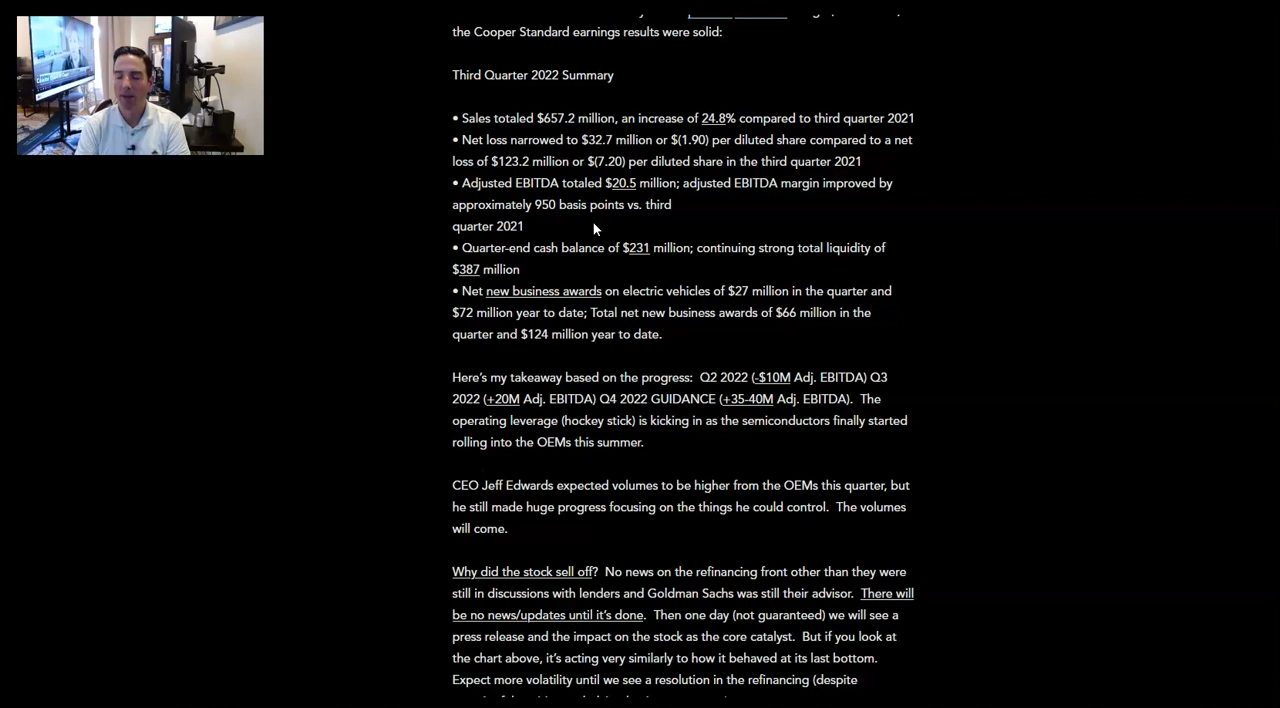 the Cooper Standard earnings results were solid:
Third Quarter 2022 Summary
• Sales totaled $657.2 million, an increase of 24.8% compared to third quarter 2021
• Net loss narrowed to $32.7 million or $(1.90) per diluted share compared to a net
loss of $123.2 million or $(7.20) per diluted share in the third quarter 2021
• Adjusted EBITDA totaled $20.5 million; adjusted EBITDA margin improved by
approximately 950 basis points vs. third
quarter 2021
• Quarter-end cash balance of $231 million; continuing strong total liquidity of
$387 million
• Net new business awards on electric vehicles of $27 million in the quarter and
$72 million year to date; Total net new business awards of $66 million in the
quarter and $124 million year to date.
Here's my takeaway based on the progress:  Q2 2022 (-$10M Adj. EBITDA) Q3
2022 (+20M Adj. EBITDA) Q4 2022 GUIDANCE (+35-40M Adj. EBITDA).  The
operating leverage (hockey stick) is kicking in as the semiconductors finally started
rolling into the OEMs this summer.
CEO Jeff Edwards expected volumes to be higher from the OEMs this quarter, but
he still made huge progress focusing on the things he could control.  The volumes
will come.
Why did the stock sell off?  No news on the refinancing front other than they were
still in discussions with lenders and Goldman Sachs was still their advisor.  There will
be no news/updates until it's done.  Then one day (not guaranteed) we will see a
press release and the impact on the stock as the core catalyst.  But if you look at
the chart above, it's acting very similarly to how it behaved at its last bottom.
Expect more volatility until we see a resolution in the refinancing (despite